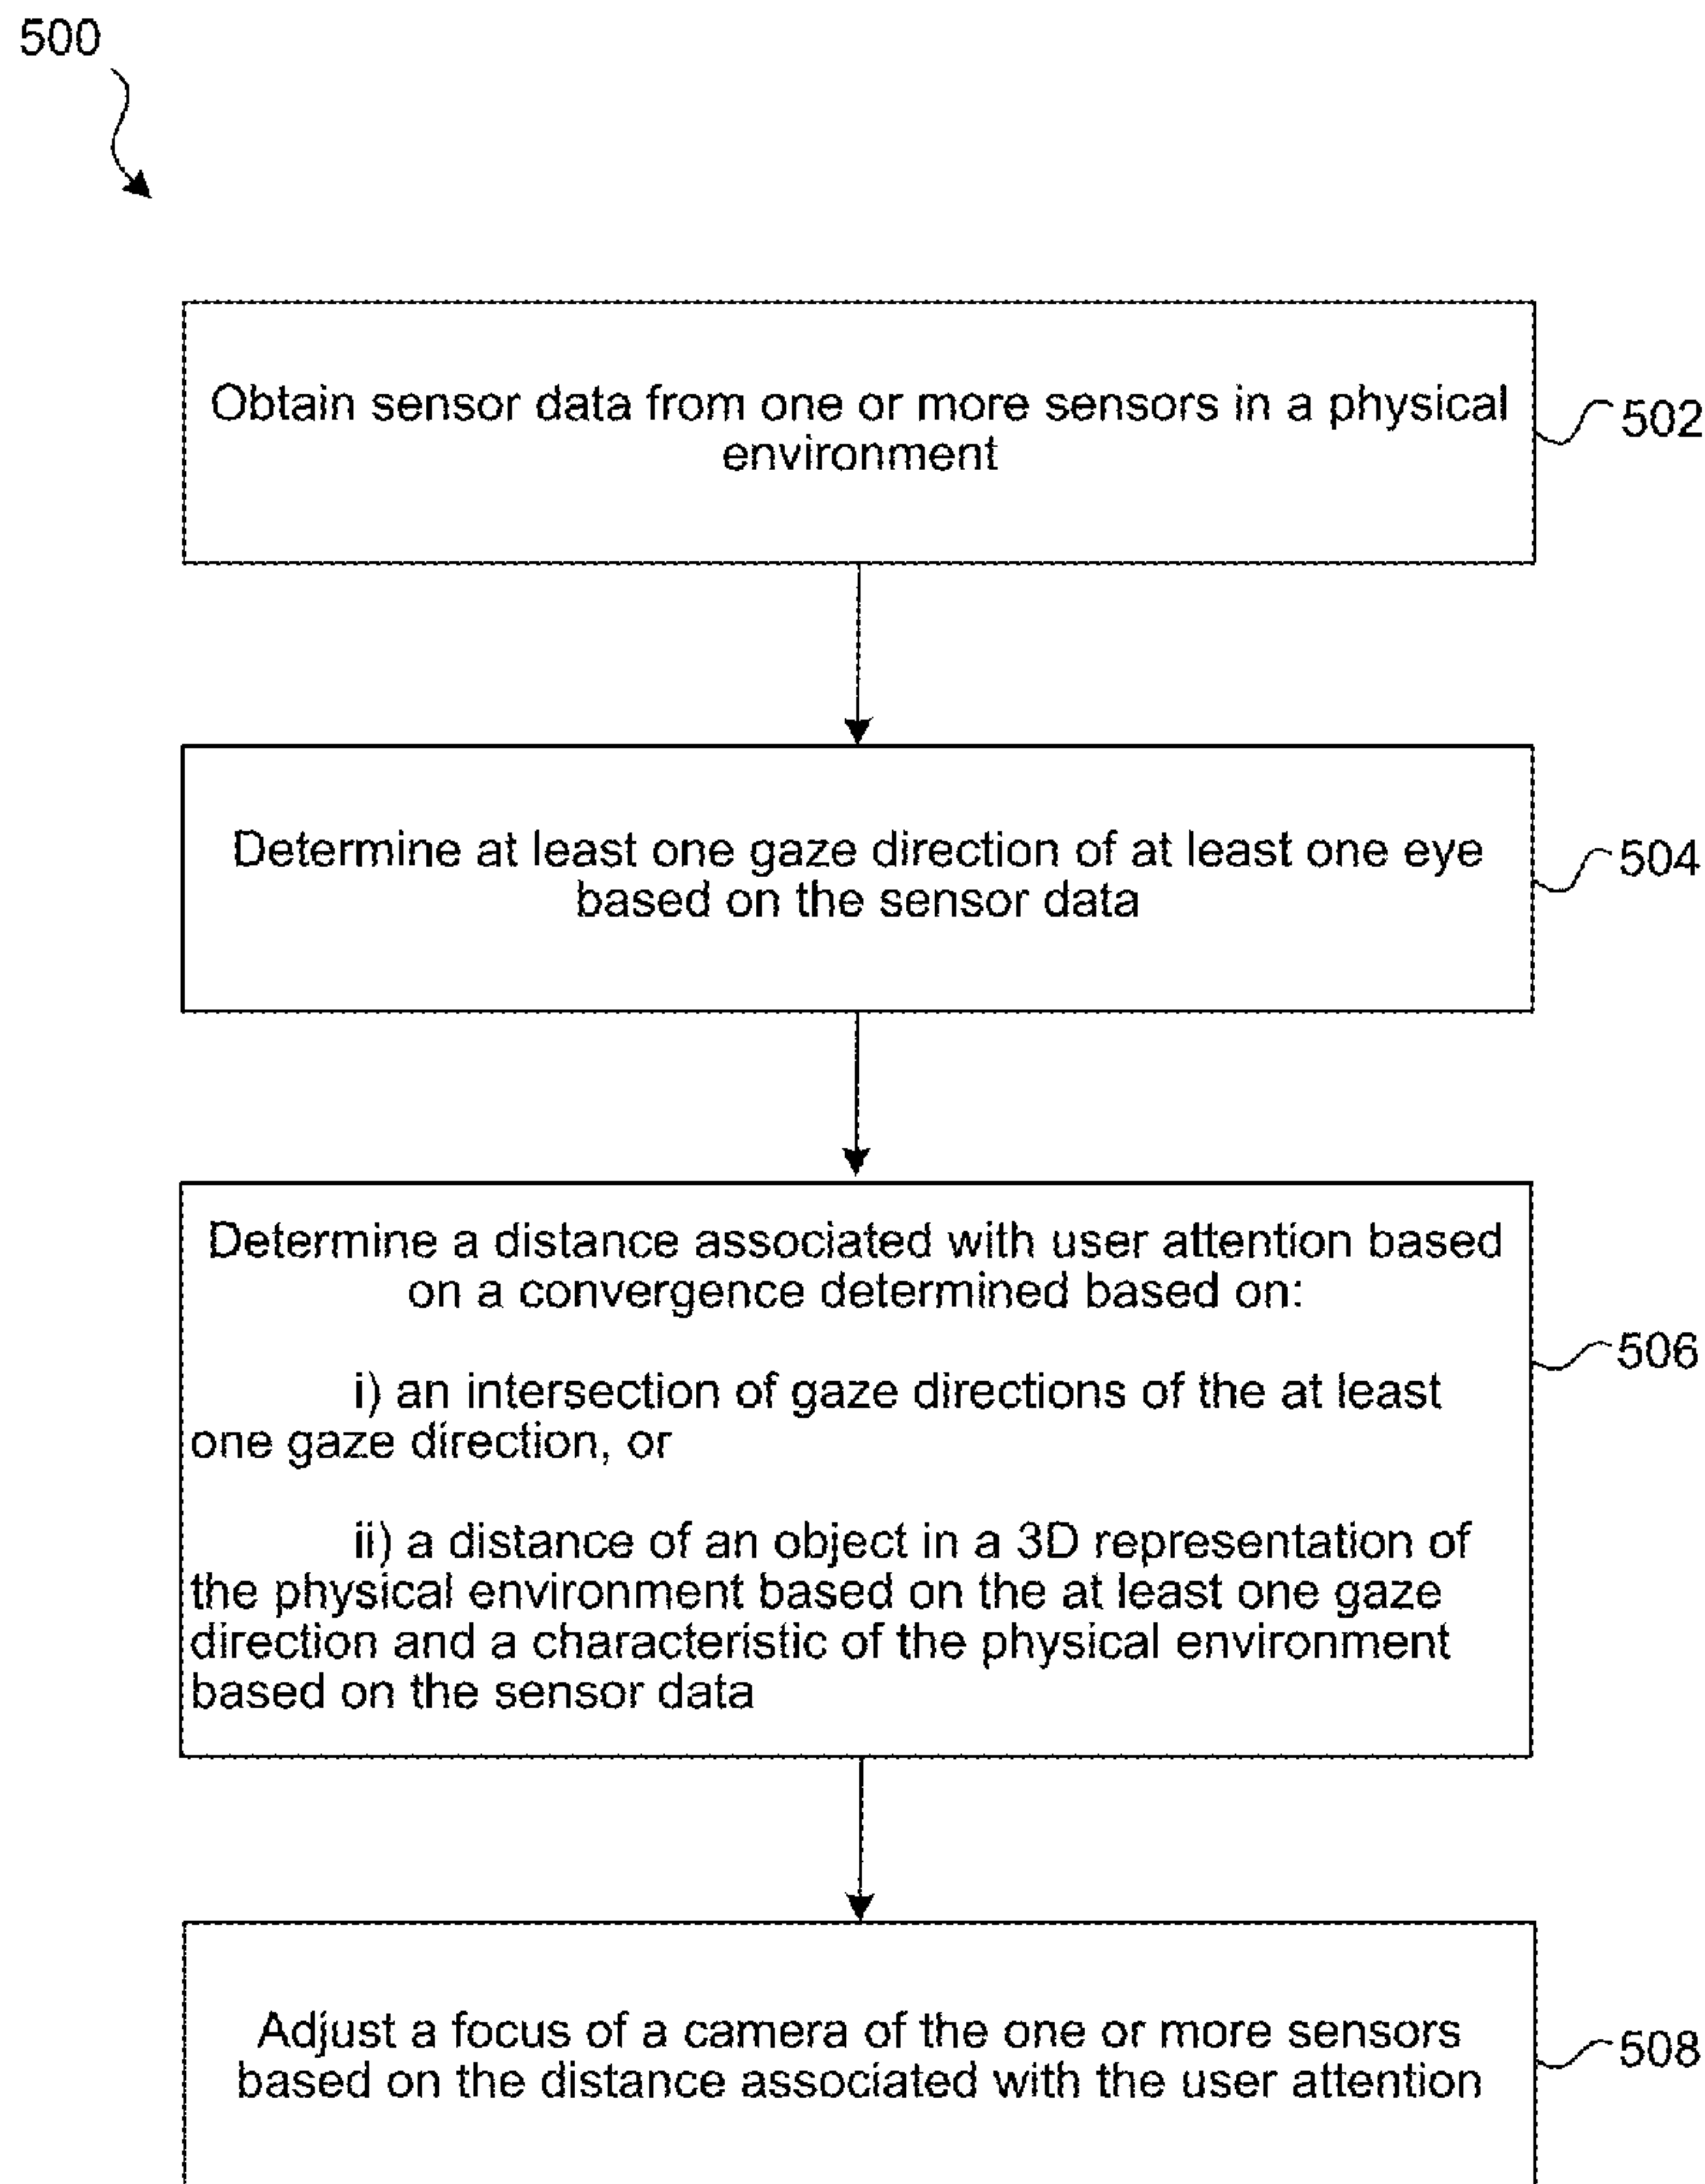 500
Obtain sensor data from one or more sensors in a physical
environment
502
Determine at least one gaze direction of at least one eye
based on the sensor data
504
Determine a distance associated with user attention based
on a convergence determined based on:
i) an intersection of gaze directions of the at least
one gaze direction, or
ii) a distance of an object in a 3D representation of
the physical environment based on the at least one gaze
direction and a characteristic of the physical environment
based on the sensor data
506
Adjust a focus of a camera of the one or more sensors
based on the distance associated with the user attention
508